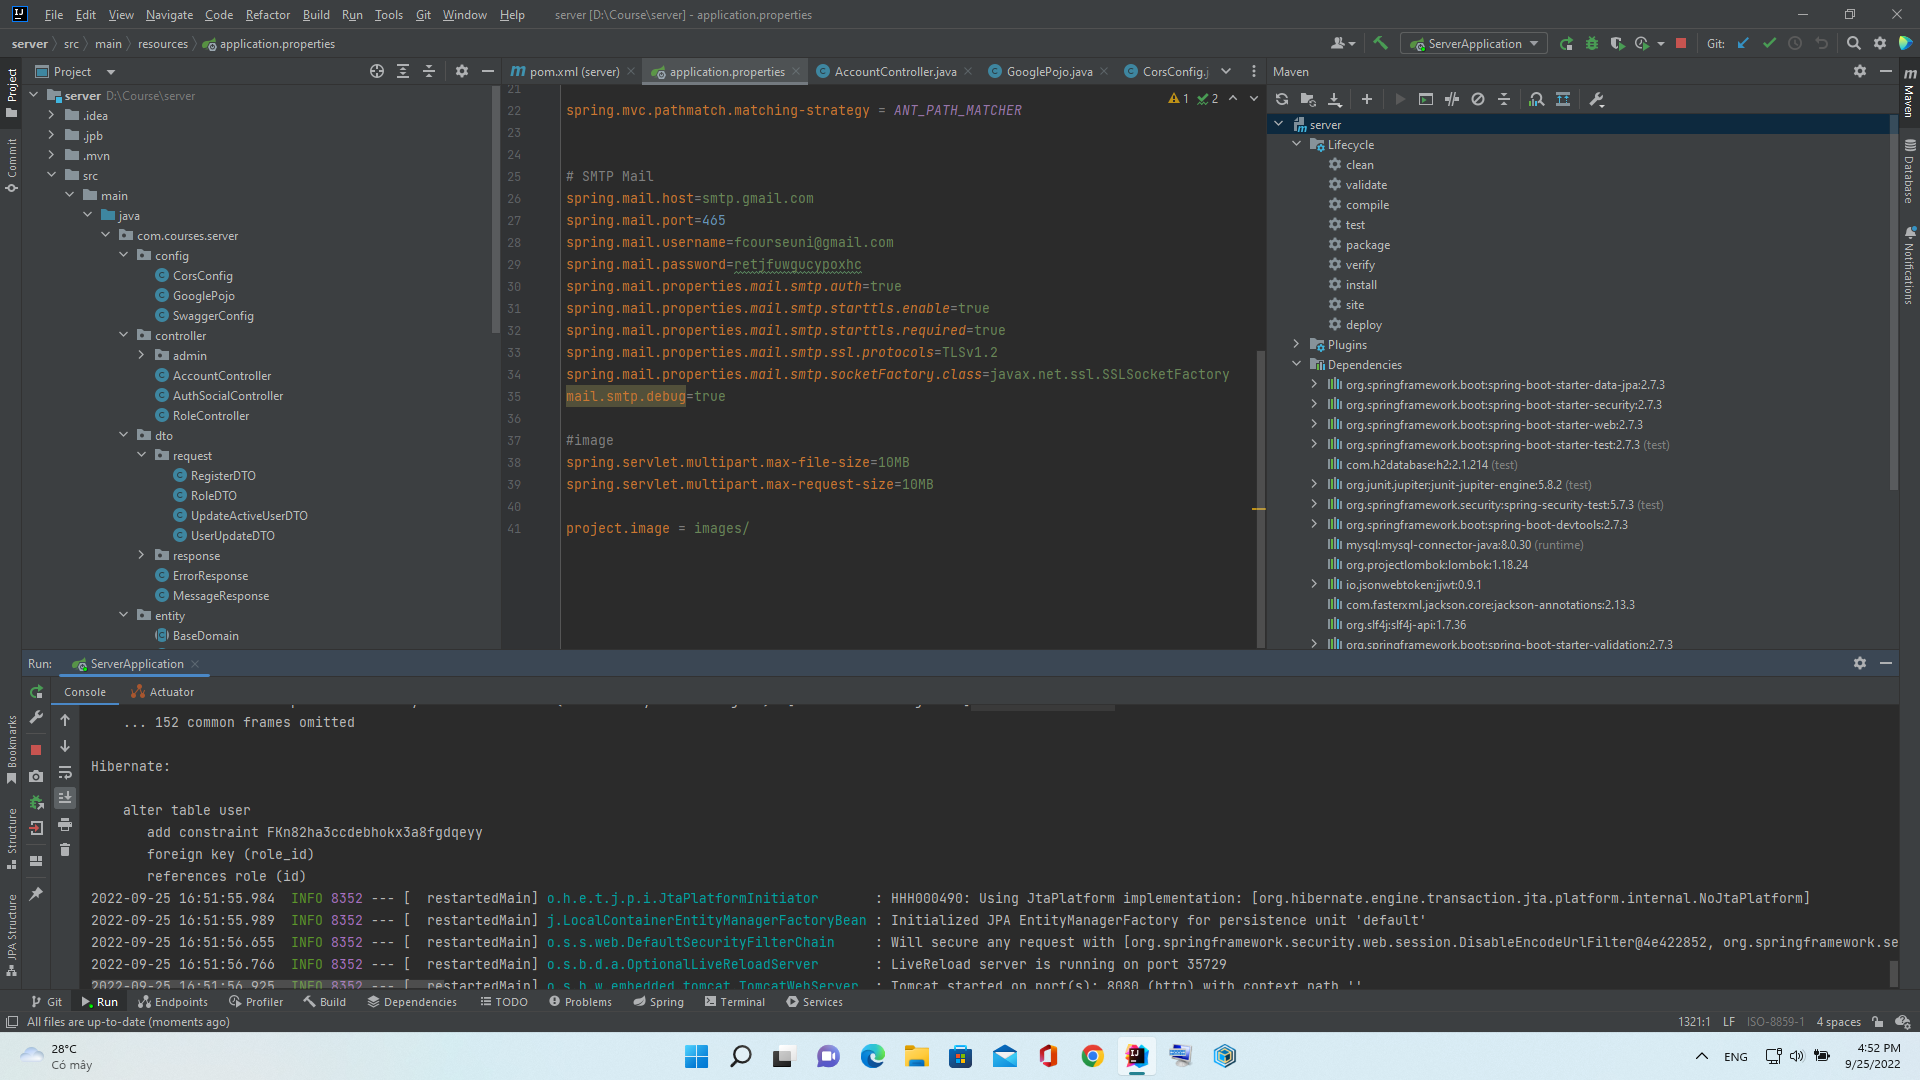 File Edit View Navigate Code Refactor Build Run Tools Git Window Help server [D:\Course\server] - application.properties
server src main resources application.properties ServerApplication Git:
Project
pom.xml (server) application.properties AccountController.java GooglePojo.java CorsConfig.j
Maven
server D:\Course\server
.idea
.jpb
.mvn
src
main
java
com.courses.server
config
CorsConfig
GooglePojo
SwaggerConfig
controller
admin
AccountController
AuthSocialController
RoleController
dto
request
RegisterDTO
RoleDTO
UpdateActiveUserDTO
UserUpdateDTO
response
ErrorResponse
MessageResponse
entity
BaseDomain
1 2
21
22 spring.mvc.pathmatch.matching-strategy = ANT_PATH_MATCHER
23
24
25 # SMTP Mail
26 spring.mail.host=smtp.gmail.com
27 spring.mail.port=465
28 spring.mail.username=fcourseuni@gmail.com
29 spring.mail.password=retjfuwgucypoxhc
30 spring.mail.properties.mail.smtp.auth=true
31 spring.mail.properties.mail.smtp.starttls.enable=true
32 spring.mail.properties.mail.smtp.starttls.required=true
33 spring.mail.properties.mail.smtp.ssl.protocols=TLSv1.2
34 spring.mail.properties.mail.smtp.socketFactory.class=javax.net.ssl.SSLSocketFactory
35 mail.smtp.debug=true
36
37 #image
38 spring.servlet.multipart.max-file-size=10MB
39 spring.servlet.multipart.max-request-size=10MB
40
41 project.image = images/
server
Lifecycle
clean
validate
compile
test
package
verify
install
site
deploy
Plugins
Dependencies
org.springframework.boot:spring-boot-starter-data-jpa:2.7.3
org.springframework.boot:spring-boot-starter-security:2.7.3
org.springframework.boot:spring-boot-starter-web:2.7.3
org.springframework.boot:spring-boot-starter-test:2.7.3 (test)
com.h2database:h2:2.1.214 (test)
org.junit.jupiter:junit-jupiter-engine:5.8.2 (test)
org.springframework.security:spring-security-test:5.7.3 (test)
org.springframework.boot:spring-boot-devtools:2.7.3
mysql:mysql-connector-java:8.0.30 (runtime)
org.projectlombok:lombok:1.18.24
io.jsonwebtoken:jjwt:0.9.1
com.fasterxml.jackson.core:jackson-annotations:2.13.3
org.slf4j:slf4j-api:1.7.36
org.springframework.boot:spring-boot-starter-validation:2.7.3
Project
Commit
Bookmarks
Structure
JPA Structure
Maven
Database
Notifications
Run: ServerApplication
Console Actuator
... 152 common frames omitted
Hibernate:
alter table user
add constraint FKn82ha3ccdebhokx3a8fgdqeyy
foreign key (role_id)
references role (id)
2022-09-25 16:51:55.984 INFO 8352 --- [ restartedMain] o.h.e.t.j.p.i.JtaPlatformInitiator : HHH000490: Using JtaPlatform implementation: [org.hibernate.engine.transaction.jta.platform.internal.NoJtaPlatform]
2022-09-25 16:51:55.989 INFO 8352 --- [ restartedMain] j.LocalContainerEntityManagerFactoryBean : Initialized JPA EntityManagerFactory for persistence unit 'default'
2022-09-25 16:51:56.655 INFO 8352 --- [ restartedMain] o.s.s.web.DefaultSecurityFilterChain : Will secure any request with [org.springframework.security.web.session.DisableEncodeUrlFilter@4e422852, org.springframework.se
2022-09-25 16:51:56.766 INFO 8352 --- [ restartedMain] o.s.b.d.a.OptionalLiveReloadServer : LiveReload server is running on port 35729
2022-09-25 16:51:56.925 INFO 8352 --- [ restartedMain] o.s.b.w.embedded.tomcat.TomcatWebServer : Tomcat started on port(s): 8080 (http) with context path ''
Git Run Endpoints Profiler Build Dependencies TODO Problems Spring Terminal Services
All files are up-to-date (moments ago) 1321:1 LF ISO-8859-1 4 spaces
28°C
Có mây
ENG
4:52 PM
9/25/2022